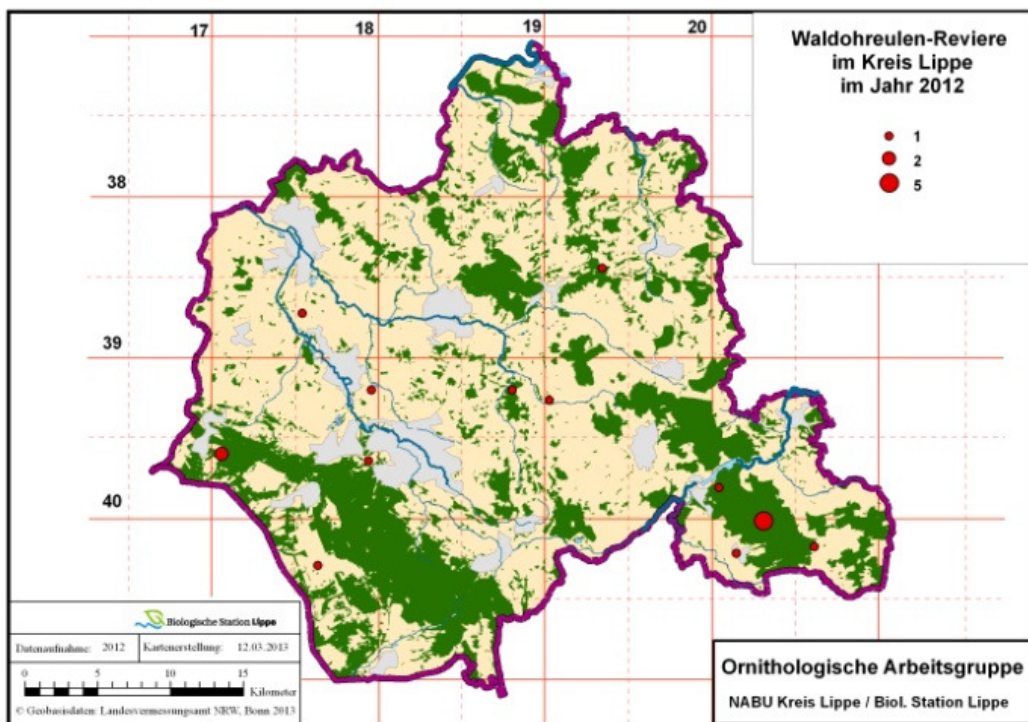 17
18
19
20
Waldohreulen-Reviere
im Kreis Lippe
im Jahr 2012
1
2
5
38
39
40
Biologische Station Lippe
Datenaufnahme: 2012
Kartenerstellung: 12.03.2013
0 5 10 15
Kilometer
© Geobasisdaten: Landesvermessungsamt NRW, Bonn 2013
Ornithologische Arbeitsgruppe
NABU Kreis Lippe / Biol. Station Lippe